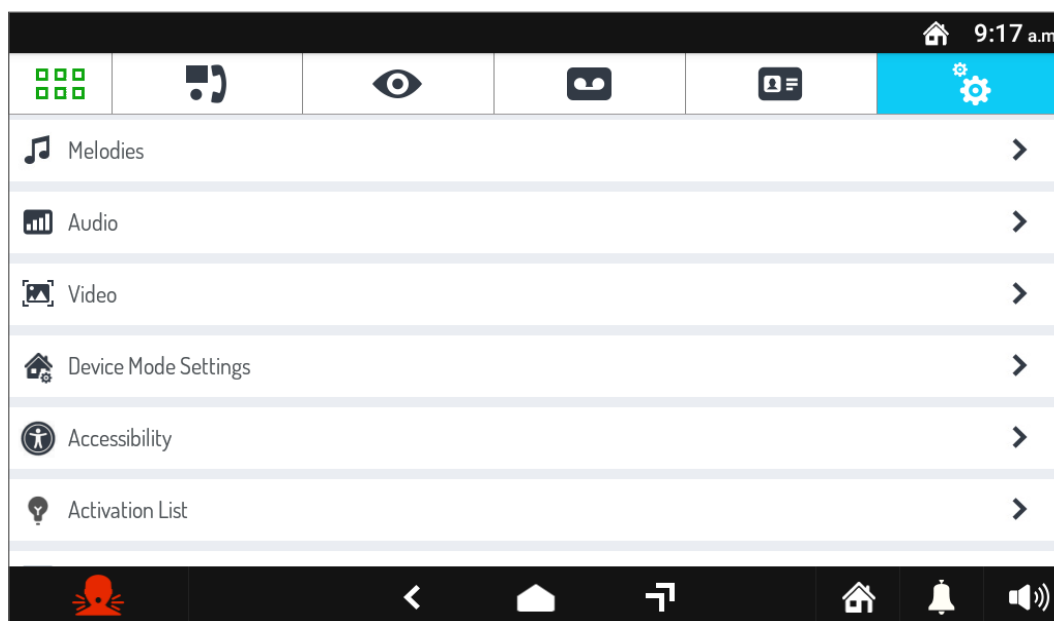 9:17 a.m
Melodies
Audio
Video
Device Mode Settings
Accessibility
Activation List